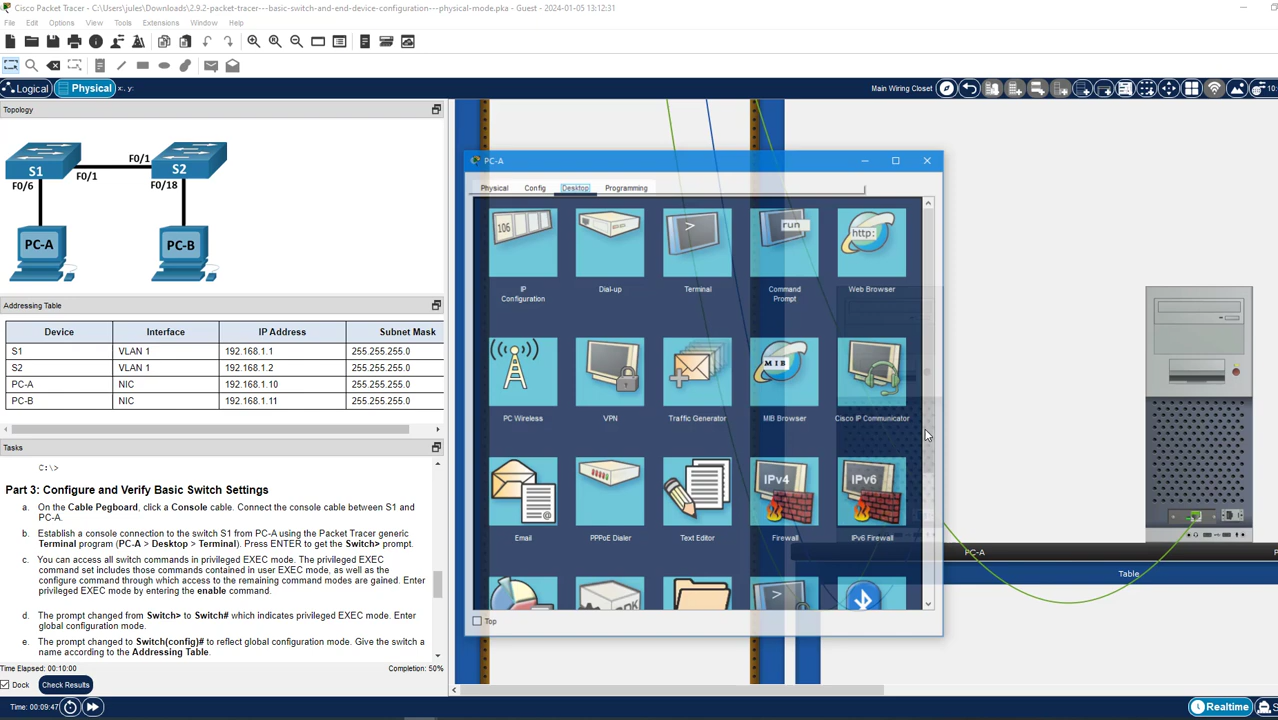 Cisco Packet Tracer - C:\Users\jules\Downloads\2.9.2-packet-tracer---basic-switch-and-end-device-configuration---physical-mode.pka - Guest - 2024-01-05 13:12:31
File Edit Options View Tools Extensions Window Help
Logical Physical x:, y: Main Wiring Closet 10:
Topology
S1 F0/1 S2
F0/6 F0/1 F0/18
PC-A PC-B
Addressing Table
Device Interface IP Address Subnet Mask
S1 VLAN 1 192.168.1.1 255.255.255.0
S2 VLAN 1 192.168.1.2 255.255.255.0
PC-A NIC 192.168.1.10 255.255.255.0
PC-B NIC 192.168.1.11 255.255.255.0
Tasks
C:\>
Part 3: Configure and Verify Basic Switch Settings
a. On the Cable Pegboard, click a Console cable. Connect the console cable between S1 and
PC-A.
b. Establish a console connection to the switch S1 from PC-A using the Packet Tracer generic
Terminal program (PC-A > Desktop > Terminal). Press ENTER to get the Switch> prompt.
c. You can access all switch commands in privileged EXEC mode. The privileged EXEC
command set includes those commands contained in user EXEC mode, as well as the
configure command through which access to the remaining command modes are gained. Enter
privileged EXEC mode by entering the enable command.
d. The prompt changed from Switch> to Switch# which indicates privileged EXEC mode. Enter
global configuration mode.
e. The prompt changed to Switch(config)# to reflect global configuration mode. Give the switch a
name according to the Addressing Table.
Time Elapsed: 00:10:00 Completion: 50%
Dock Check Results
PC-A
Physical Config Desktop Programming
106 > run http:
IP
Configuration
Dial-up
Terminal
Command
Prompt
Web Browser
MIB
PC Wireless VPN Traffic Generator MIB Browser Cisco IP Communicator
@ IPv4 IPv6
Email PPPoE Dialer Text Editor Firewall IPv6 Firewall
>
Top
PC-A
Table
Time: 00:09:47 Realtime